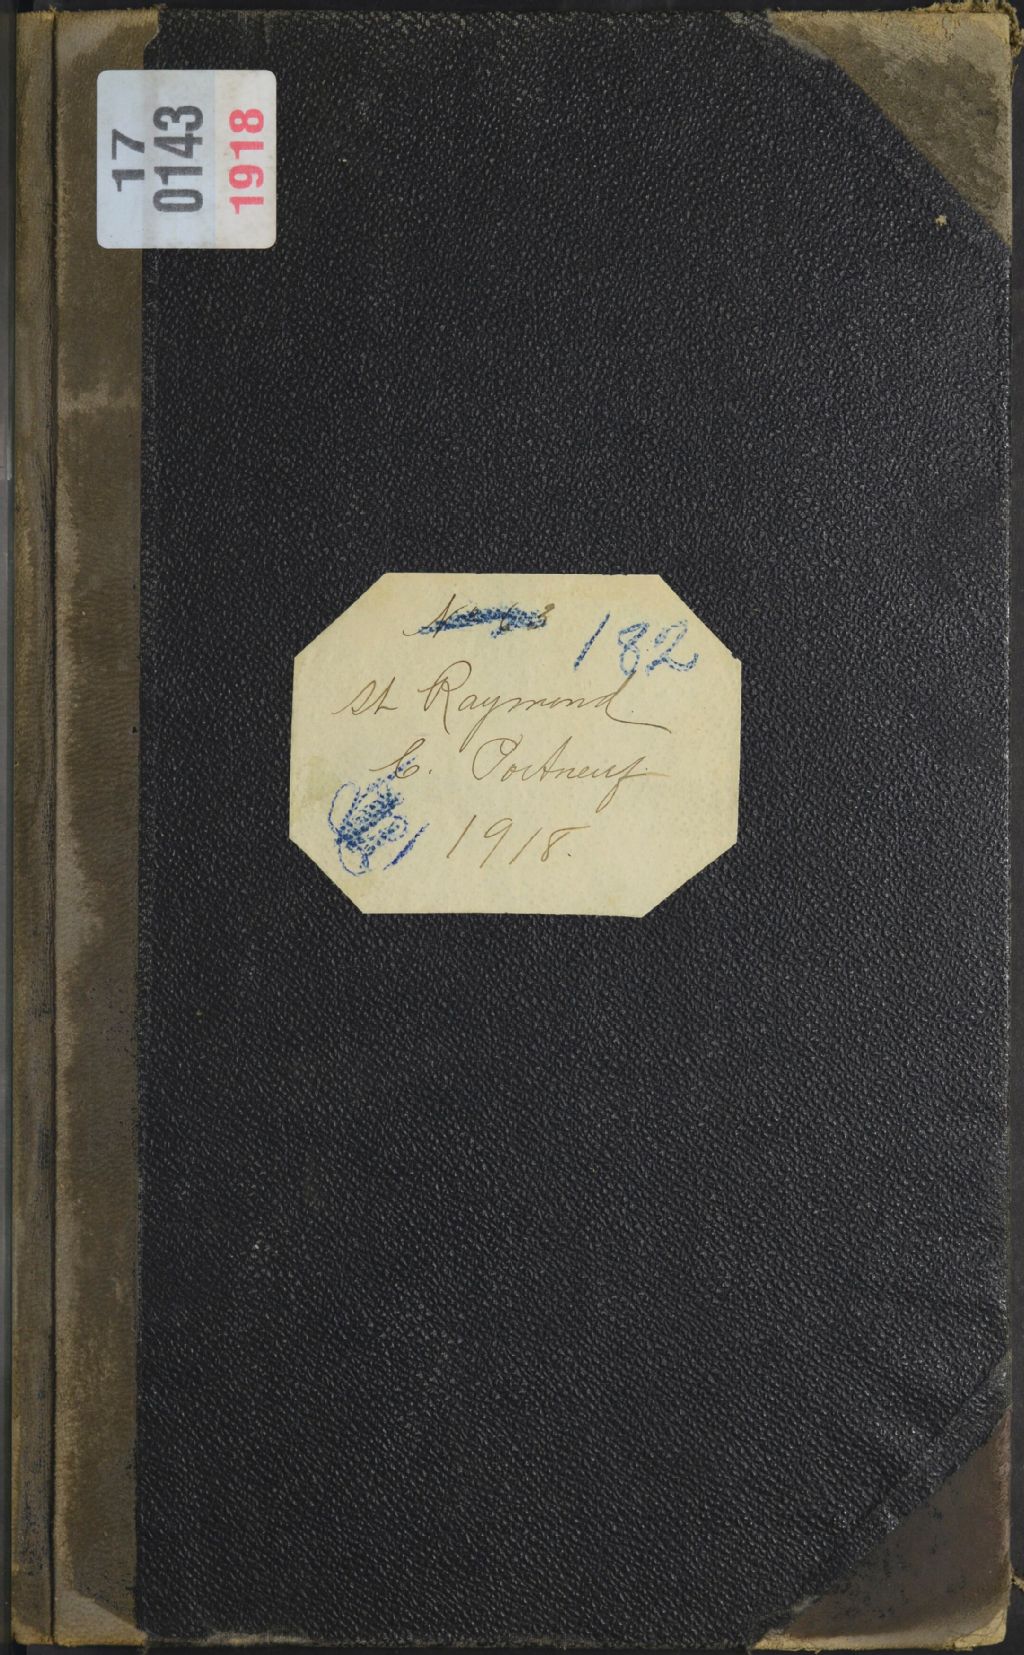 17
0143
1918
182
St Raymond.
C. Portneuf
1918.